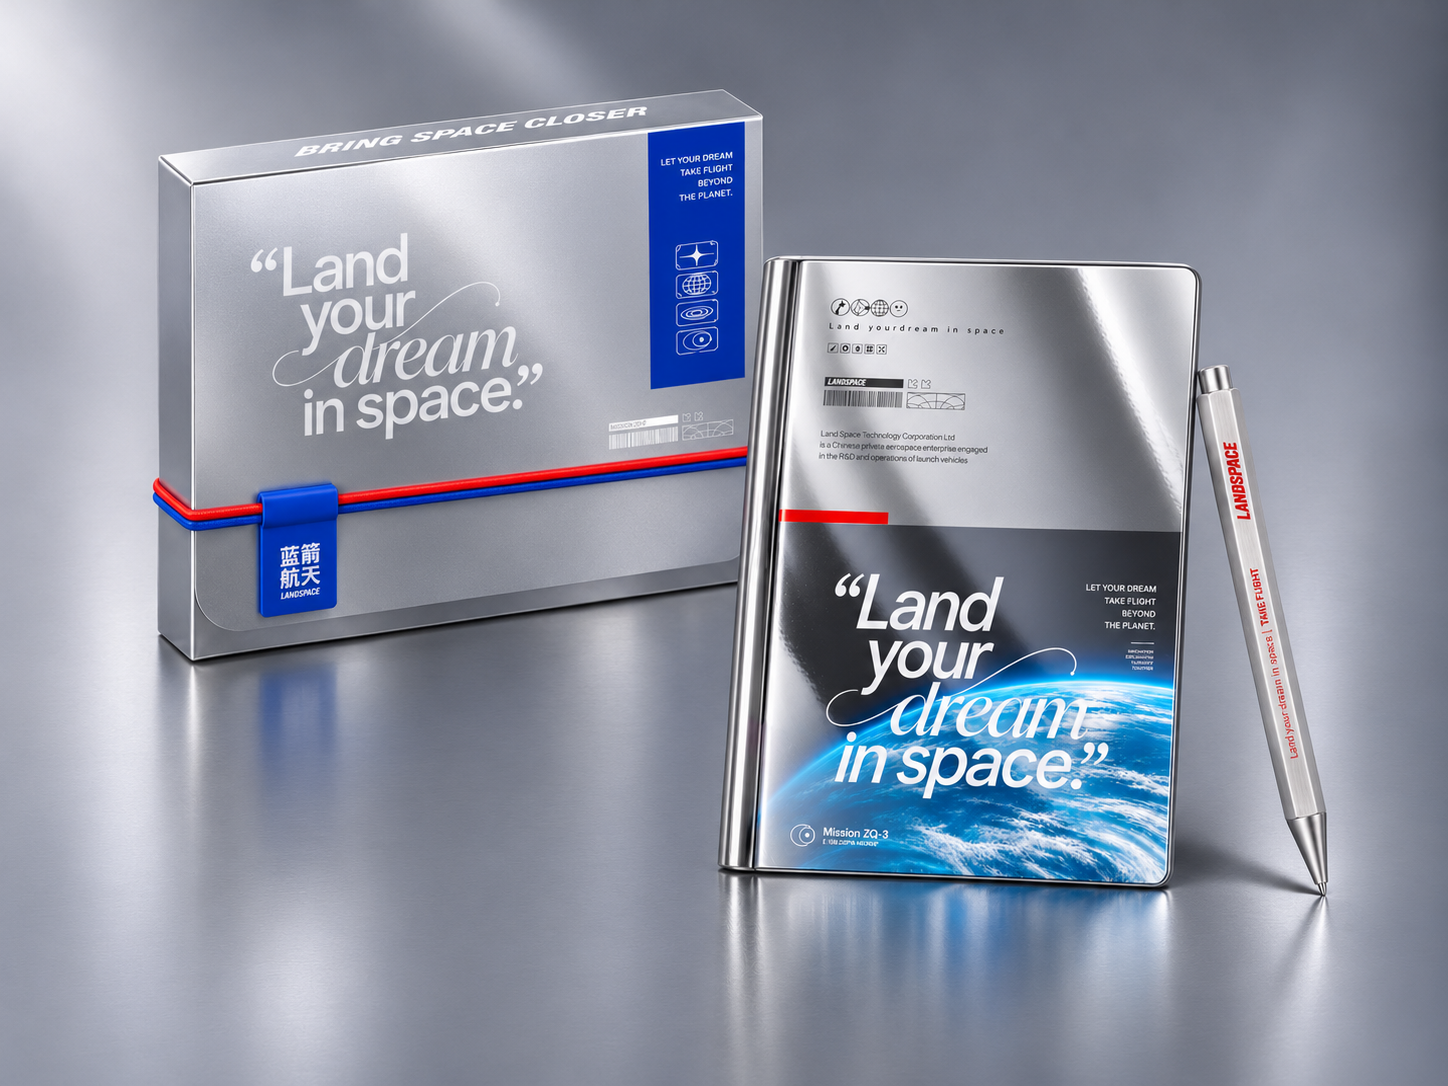 BRING SPACE CLOSER
“Land
your
dream
in space.”
LET YOUR DREAM
TAKE FLIGHT
BEYOND
THE PLANET.
蓝箭
航天
LANDSPACE
Land yourdream in space
LANDSPACE
Land Space Technology Corporation Ltd
is a Chinese private aerospace enterprise engaged
in the R&D and operations of launch vehicles
“Land
your
dream
in space.”
LET YOUR DREAM
TAKE FLIGHT
BEYOND
THE PLANET.
Mission ZQ-3
LANDSPACE
Land your dream in space | TAKE FLIGHT